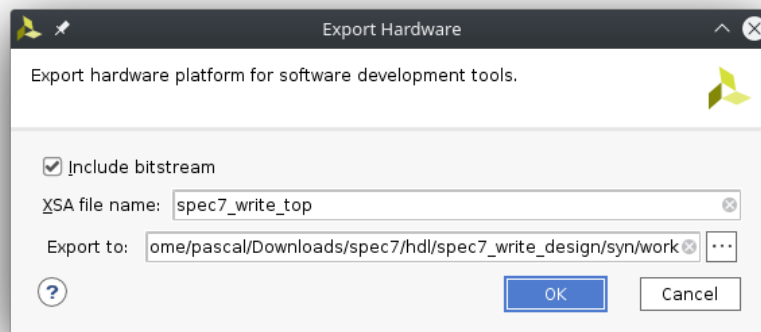 Export Hardware
Export hardware platform for software development tools.
Include bitstream
XSA file name: spec7_write_top
Export to: ome/pascal/Downloads/spec7/hdl/spec7_write_design/syn/work ...
? OK Cancel